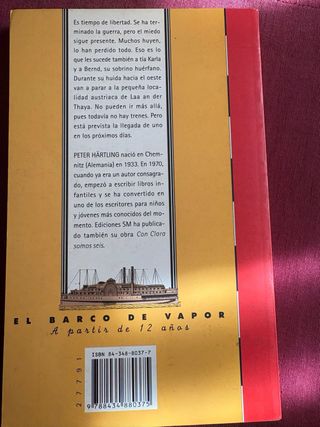 Es tiempo de libertad. Se ha ter-
minado la guerra, pero el miedo
sigue presente. Muchos huyen,
lo han perdido todo. Eso es lo
que les sucede también a tía Karla
y a Bernd, su sobrino huérfano.
Durante su huida hacia el oeste
van a parar a la pequeña locali-
dad austriaca de Laa an der
Thaya. No pueden ir más allá,
pues todavía no hay trenes. Pero
está prevista la llegada de uno
en los próximos días.
PETER HÄRTLING nació en Chem-
nitz (Alemania) en 1933. En 1970,
cuando ya era un autor consagra-
do, empezó a escribir libros in-
fantiles y se ha convertido en
uno de los escritores para niños
y jóvenes más conocidos del mo-
mento. Ediciones SM ha publica-
do también su obra Con Clara
somos seis.
EL BARCO DE VAPOR
A partir de 12 años
ISBN 84-348-8037-7
9 788434 880375
27791